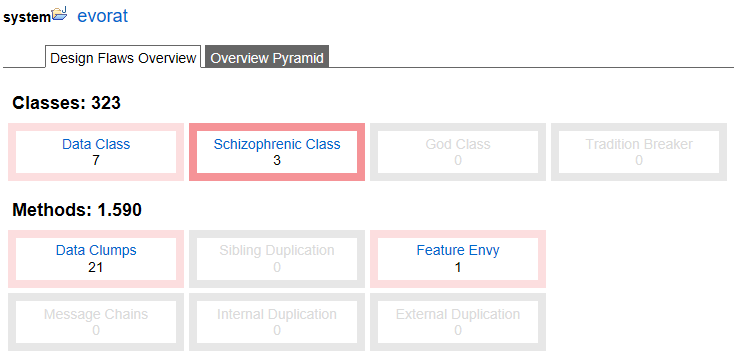 system evorat
Design Flaws Overview Overview Pyramid
Classes: 323
Data Class Schizophrenic Class God Class Tradition Breaker
7 3 0 0
Methods: 1.590
Data Clumps Sibling Duplication Feature Envy
21 0 1
Message Chains Internal Duplication External Duplication
0 0 0